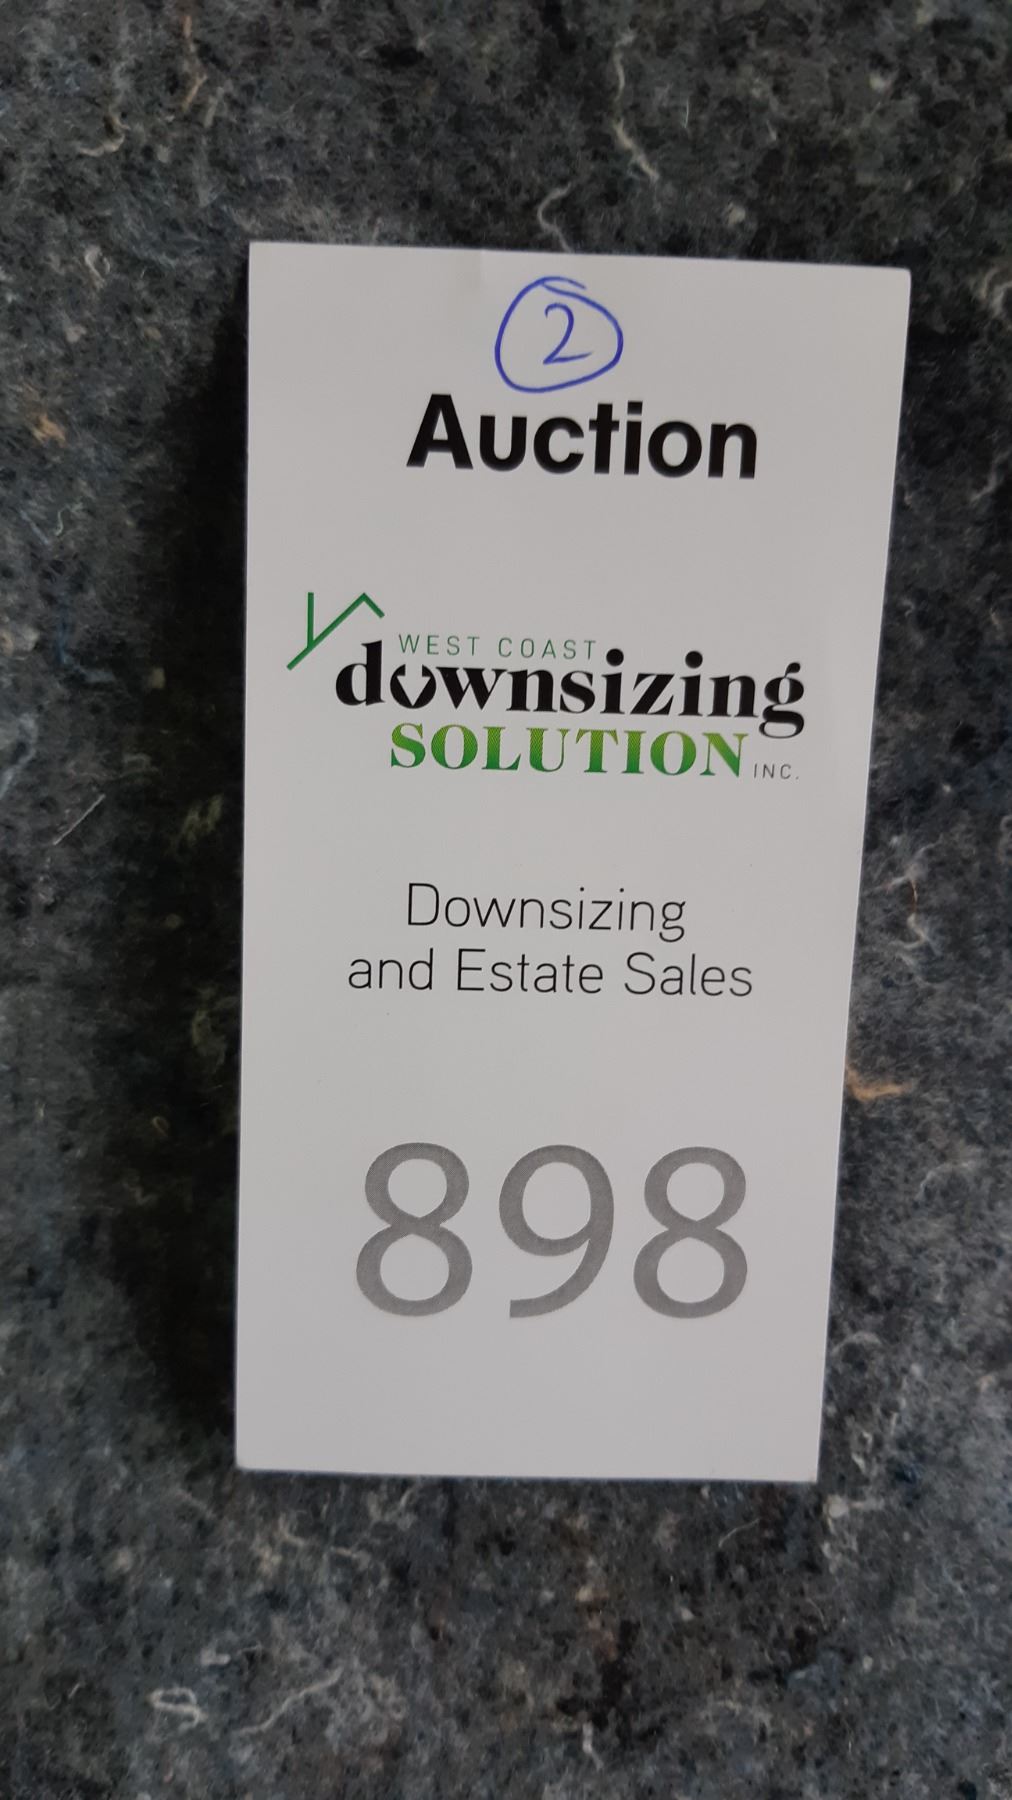 2
Auction
WEST COAST
downsizing
SOLUTION INC.
Downsizing
and Estate Sales
898